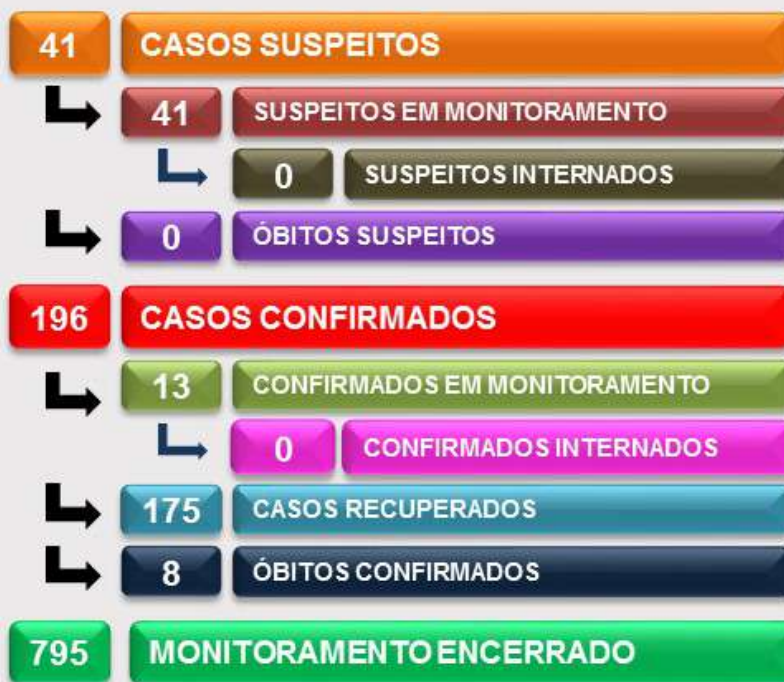 41 CASOS SUSPEITOS
41 SUSPEITOS EM MONITORAMENTO
0 SUSPEITOS INTERNADOS
0 ÓBITOS SUSPEITOS
196 CASOS CONFIRMADOS
13 CONFIRMADOS EM MONITORAMENTO
0 CONFIRMADOS INTERNADOS
175 CASOS RECUPERADOS
8 ÓBITOS CONFIRMADOS
795 MONITORAMENTO ENCERRADO